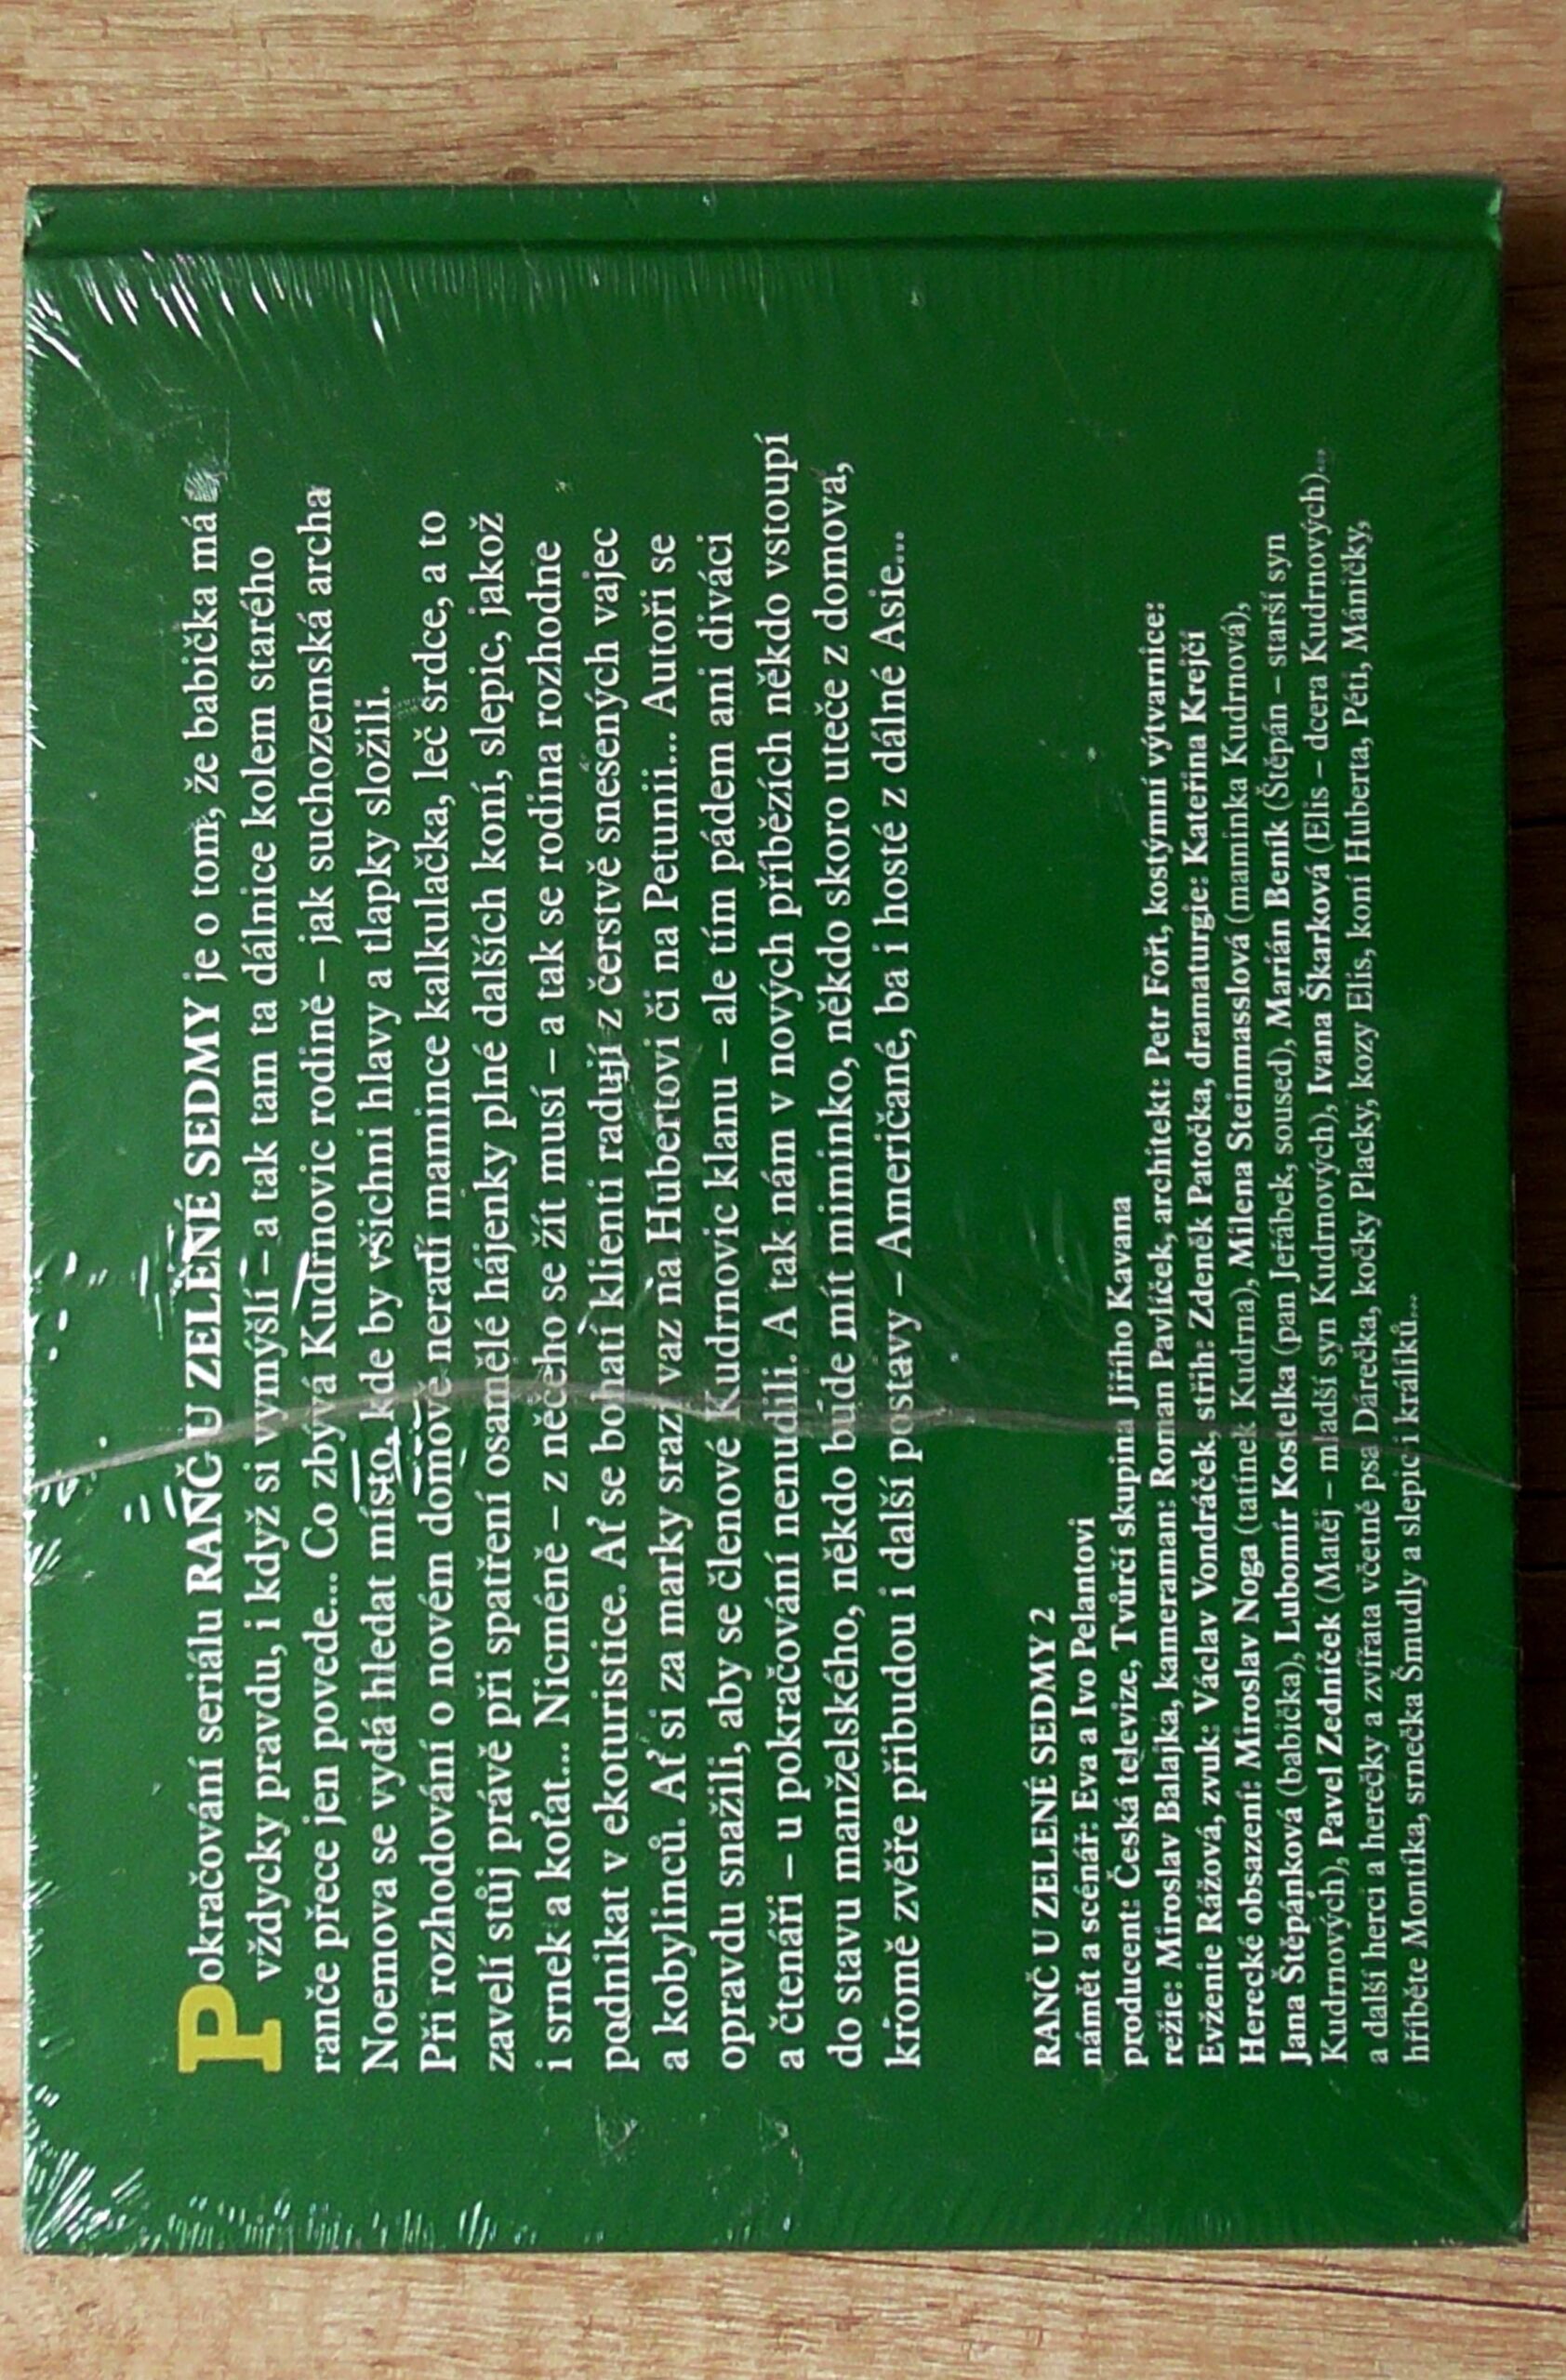 Pokračování seriálu RANČ U ZELENÉ SEDMY je o tom, že babička má
vždycky pravdu, i když si vymýšlí – a tak tam ta dálnice kolem starého
ranče přece jen povede... Co zbývá Kudrnovic rodině – jak suchozemská archa
Noemova se vydá hledat místo, kde by všichni hlavy a tlapky složili.
Při rozhodování o novém domově neradí mamince kalkulačka, leč srdce, a to
zavelí stůj právě při spatření osamělé hájenky plné dalších koní, slepic, jakož
i srnek a koťat... Nicméně – z něčeho se žít musí – a tak se rodina rozhodne
podnikat v ekoturistice. Ať se bohatí klienti radují z čerstvě snesených vajec
a kobylinců. Ať si za marky srazí vaz na Hubertovi či na Petunii... Autoři se
opravdu snažili, aby se členové Kudrnovic klanu – ale tím pádem ani diváci
a čtenáři – u pokračování nenudili. A tak nám v nových příbězích někdo vstoupí
do stavu manželského, někdo bude mít miminko, někdo skoro uteče z domova,
kromě zvěře přibudou i další postavy – Američané, ba i hosté z dálné Asie...
RANČ U ZELENÉ SEDMY 2
námět a scénář: Eva a Ivo Pelantovi
producent: Česká televize, Tvůrčí skupina Jiřího Kavana
režie: Miroslav Balajka, kameraman: Roman Pavlíček, architekt: Petr Fořt, kostýmní výtvarnice:
Evženie Rážová, zvuk: Václav Vondráček, střih: Zdeněk Patočka, dramaturgie: Kateřina Krejčí
Herecké obsazení: Miroslav Noga (tatínek Kudrna), Milena Steinmasslová (maminka Kudrnová),
Jana Štěpánková (babička), Lubomír Kostelka (pan Jeřábek, soused), Marián Beník (Štěpán – starší syn
Kudrnových), Pavel Zedníček (Matěj – mladší syn Kudrnových), Ivana Škarková (Elis – dcera Kudrnových)...
a další herci a herečky a zvířata včetně psa Dárečka, kočky Placky, kozy Elis, koní Huberta, Péti, Máničky,
hříběte Montíka, srnečka Šmudly a slepic i králíků...